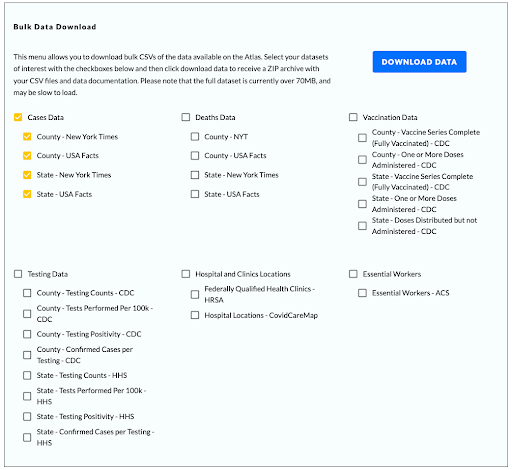 Bulk Data Download
This menu allows you to download bulk CSVs of the data available on the Atlas. Select your datasets
of interest with the checkboxes below and then click download data to receive a ZIP archive with
your CSV files and data documentation. Please note that the full dataset is currently over 70MB, and
may be slow to load.
DOWNLOAD DATA
Cases Data
County - New York Times
County - USA Facts
State - New York Times
State - USA Facts
Deaths Data
County - NYT
County - USA Facts
State - New York Times
State - USA Facts
Vaccination Data
County - Vaccine Series Complete
(Fully Vaccinated) - CDC
County - One or More Doses
Administered - CDC
State - Vaccine Series Complete
(Fully Vaccinated) - CDC
State - One or More Doses
Administered - CDC
State - Doses Distributed but not
Administered - CDC
Testing Data
County - Testing Counts - CDC
County - Tests Performed Per 100k -
CDC
County - Testing Positivity - CDC
County - Confirmed Cases per
Testing - CDC
State - Testing Counts - HHS
State - Tests Performed Per 100k -
HHS
State - Testing Positivity - HHS
State - Confirmed Cases per Testing -
HHS
Hospital and Clinics Locations
Federally Qualified Health Clinics -
HRSA
Hospital Locations - CovidCareMap
Essential Workers
Essential Workers - ACS